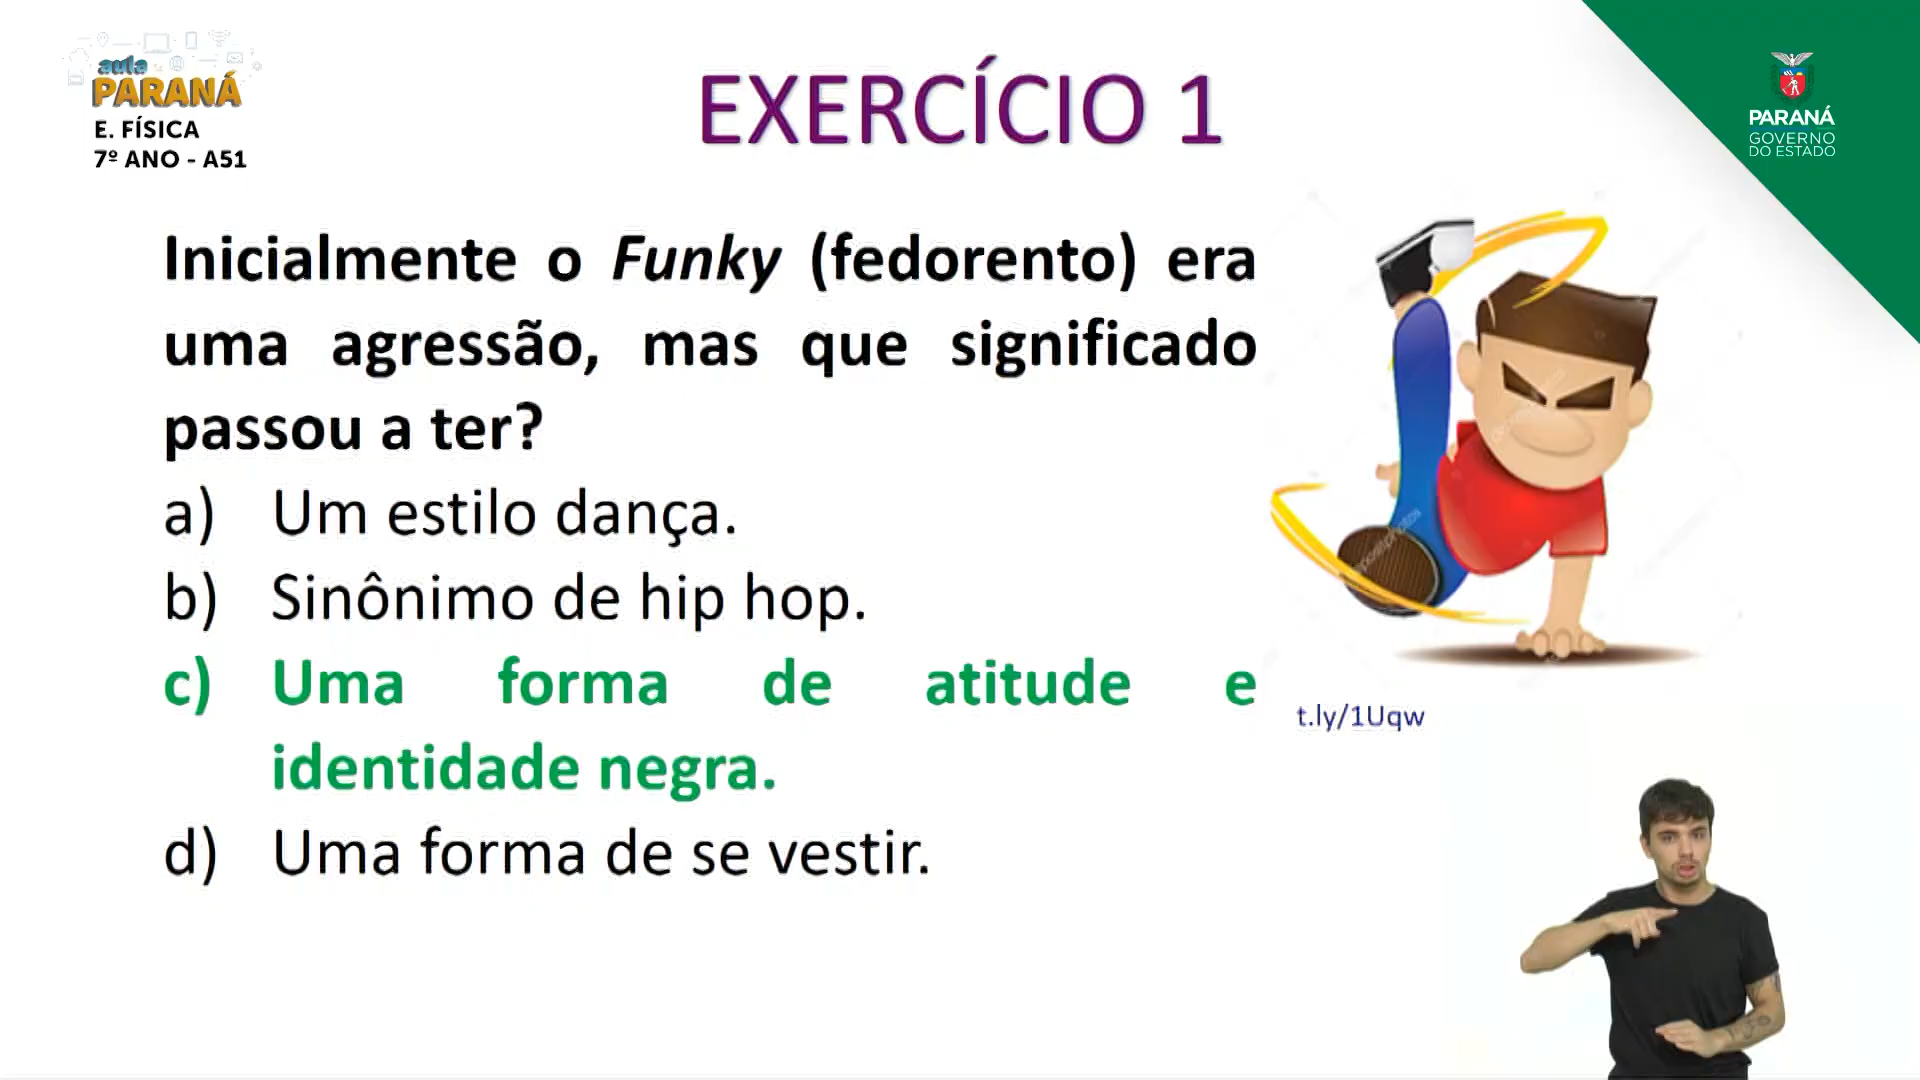 aula
PARANÁ
E. FÍSICA
7º ANO - A51
EXERCÍCIO 1
PARANÁ
GOVERNO
DO ESTADO
Inicialmente o Funky (fedorento) era
uma agressão, mas que significado
passou a ter?
a) Um estilo dança.
b) Sinônimo de hip hop.
c) Uma forma de atitude e
identidade negra.
d) Uma forma de se vestir.
t.ly/1Uqw